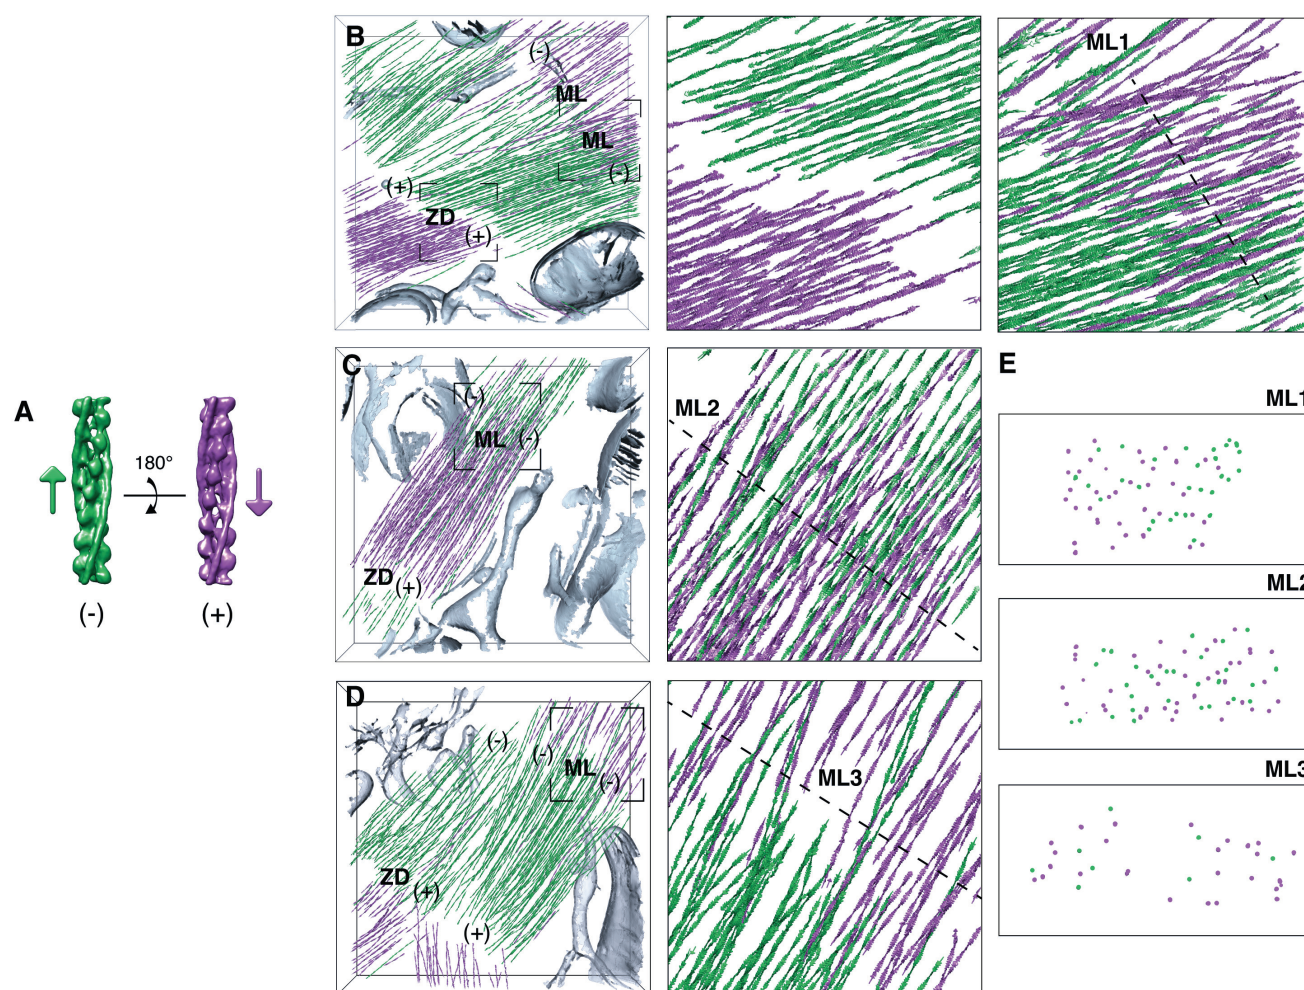 A
180°
(-)
(+)
B
(-)
ML
ML
(-)
(+)
ZD
(+)
ML1
C
(-)
ML
(-)
ZD
(+)
ML2
D
(-)
(-)
ML
(-)
ZD
(+)
(+)
ML3
E
ML1
ML2
ML3